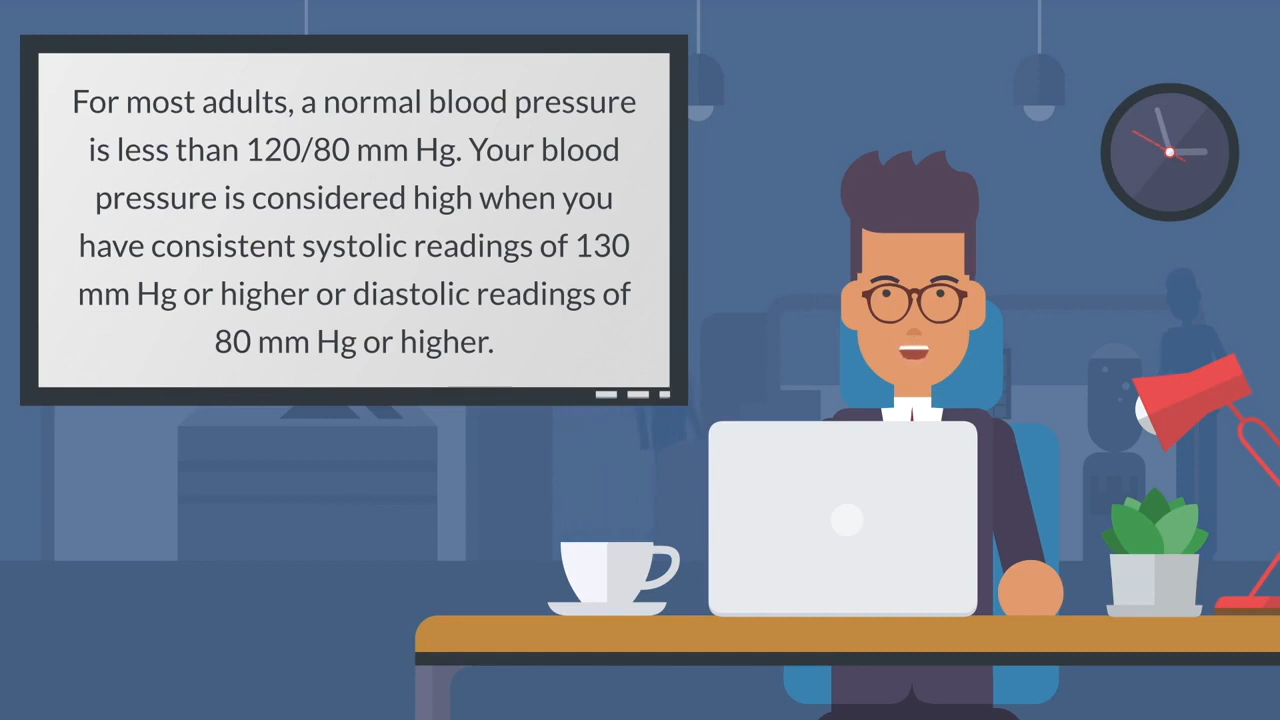 For most adults, a normal blood pressure
is less than 120/80 mm Hg. Your blood
pressure is considered high when you
have consistent systolic readings of 130
mm Hg or higher or diastolic readings of
80 mm Hg or higher.